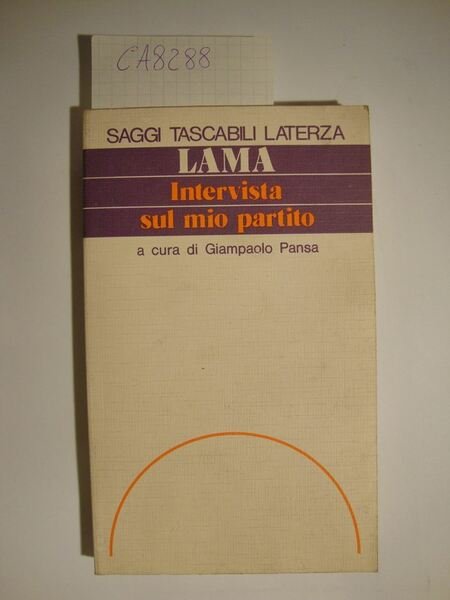 CA8288
SAGGI TASCABILI LATERZA
LAMA
Intervista
sul mio partito
a cura di Giampaolo Pansa